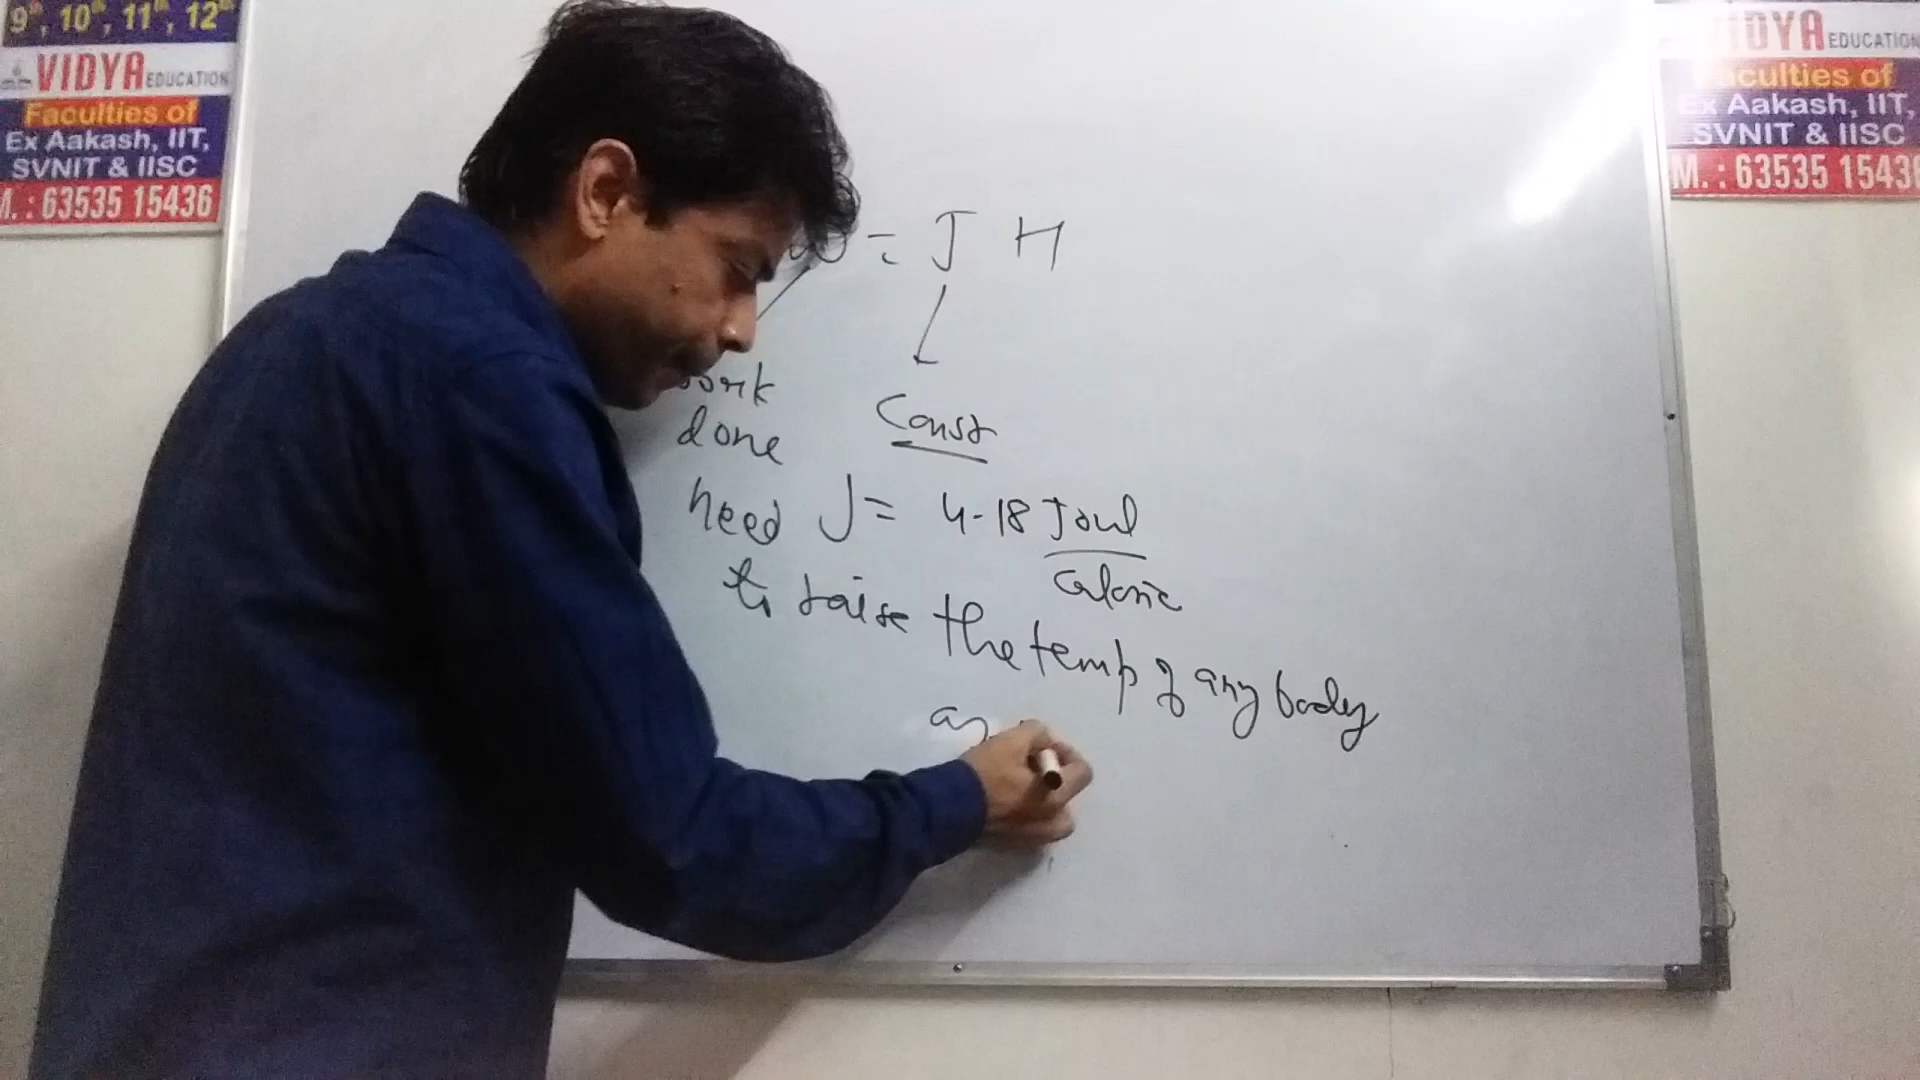 9th, 10th, 11th, 12th
VIDYA EDUCATION
Faculties of
Ex Aakash, IIT,
SVNIT & IISC
M. : 63535 15436
= J H
work
done
Const
need J = 4.18 Joul
calorie
to raise the temp of any body
VIDYA EDUCATION
Faculties of
Ex Aakash, IIT,
SVNIT & IISC
M. : 63535 1543